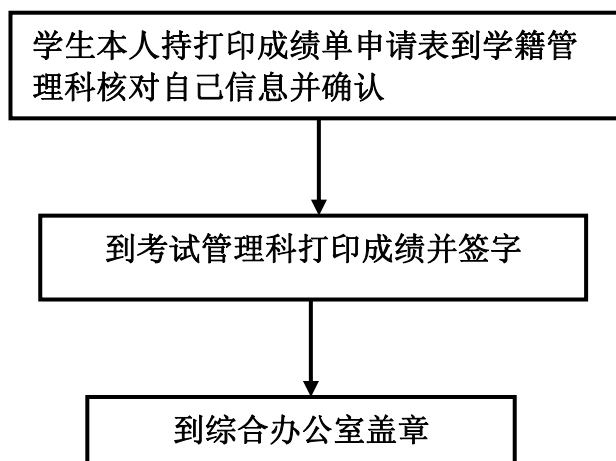 学生本人持打印成绩单申请表到学籍管
理科核对自己信息并确认
到考试管理科打印成绩并签字
到综合办公室盖章